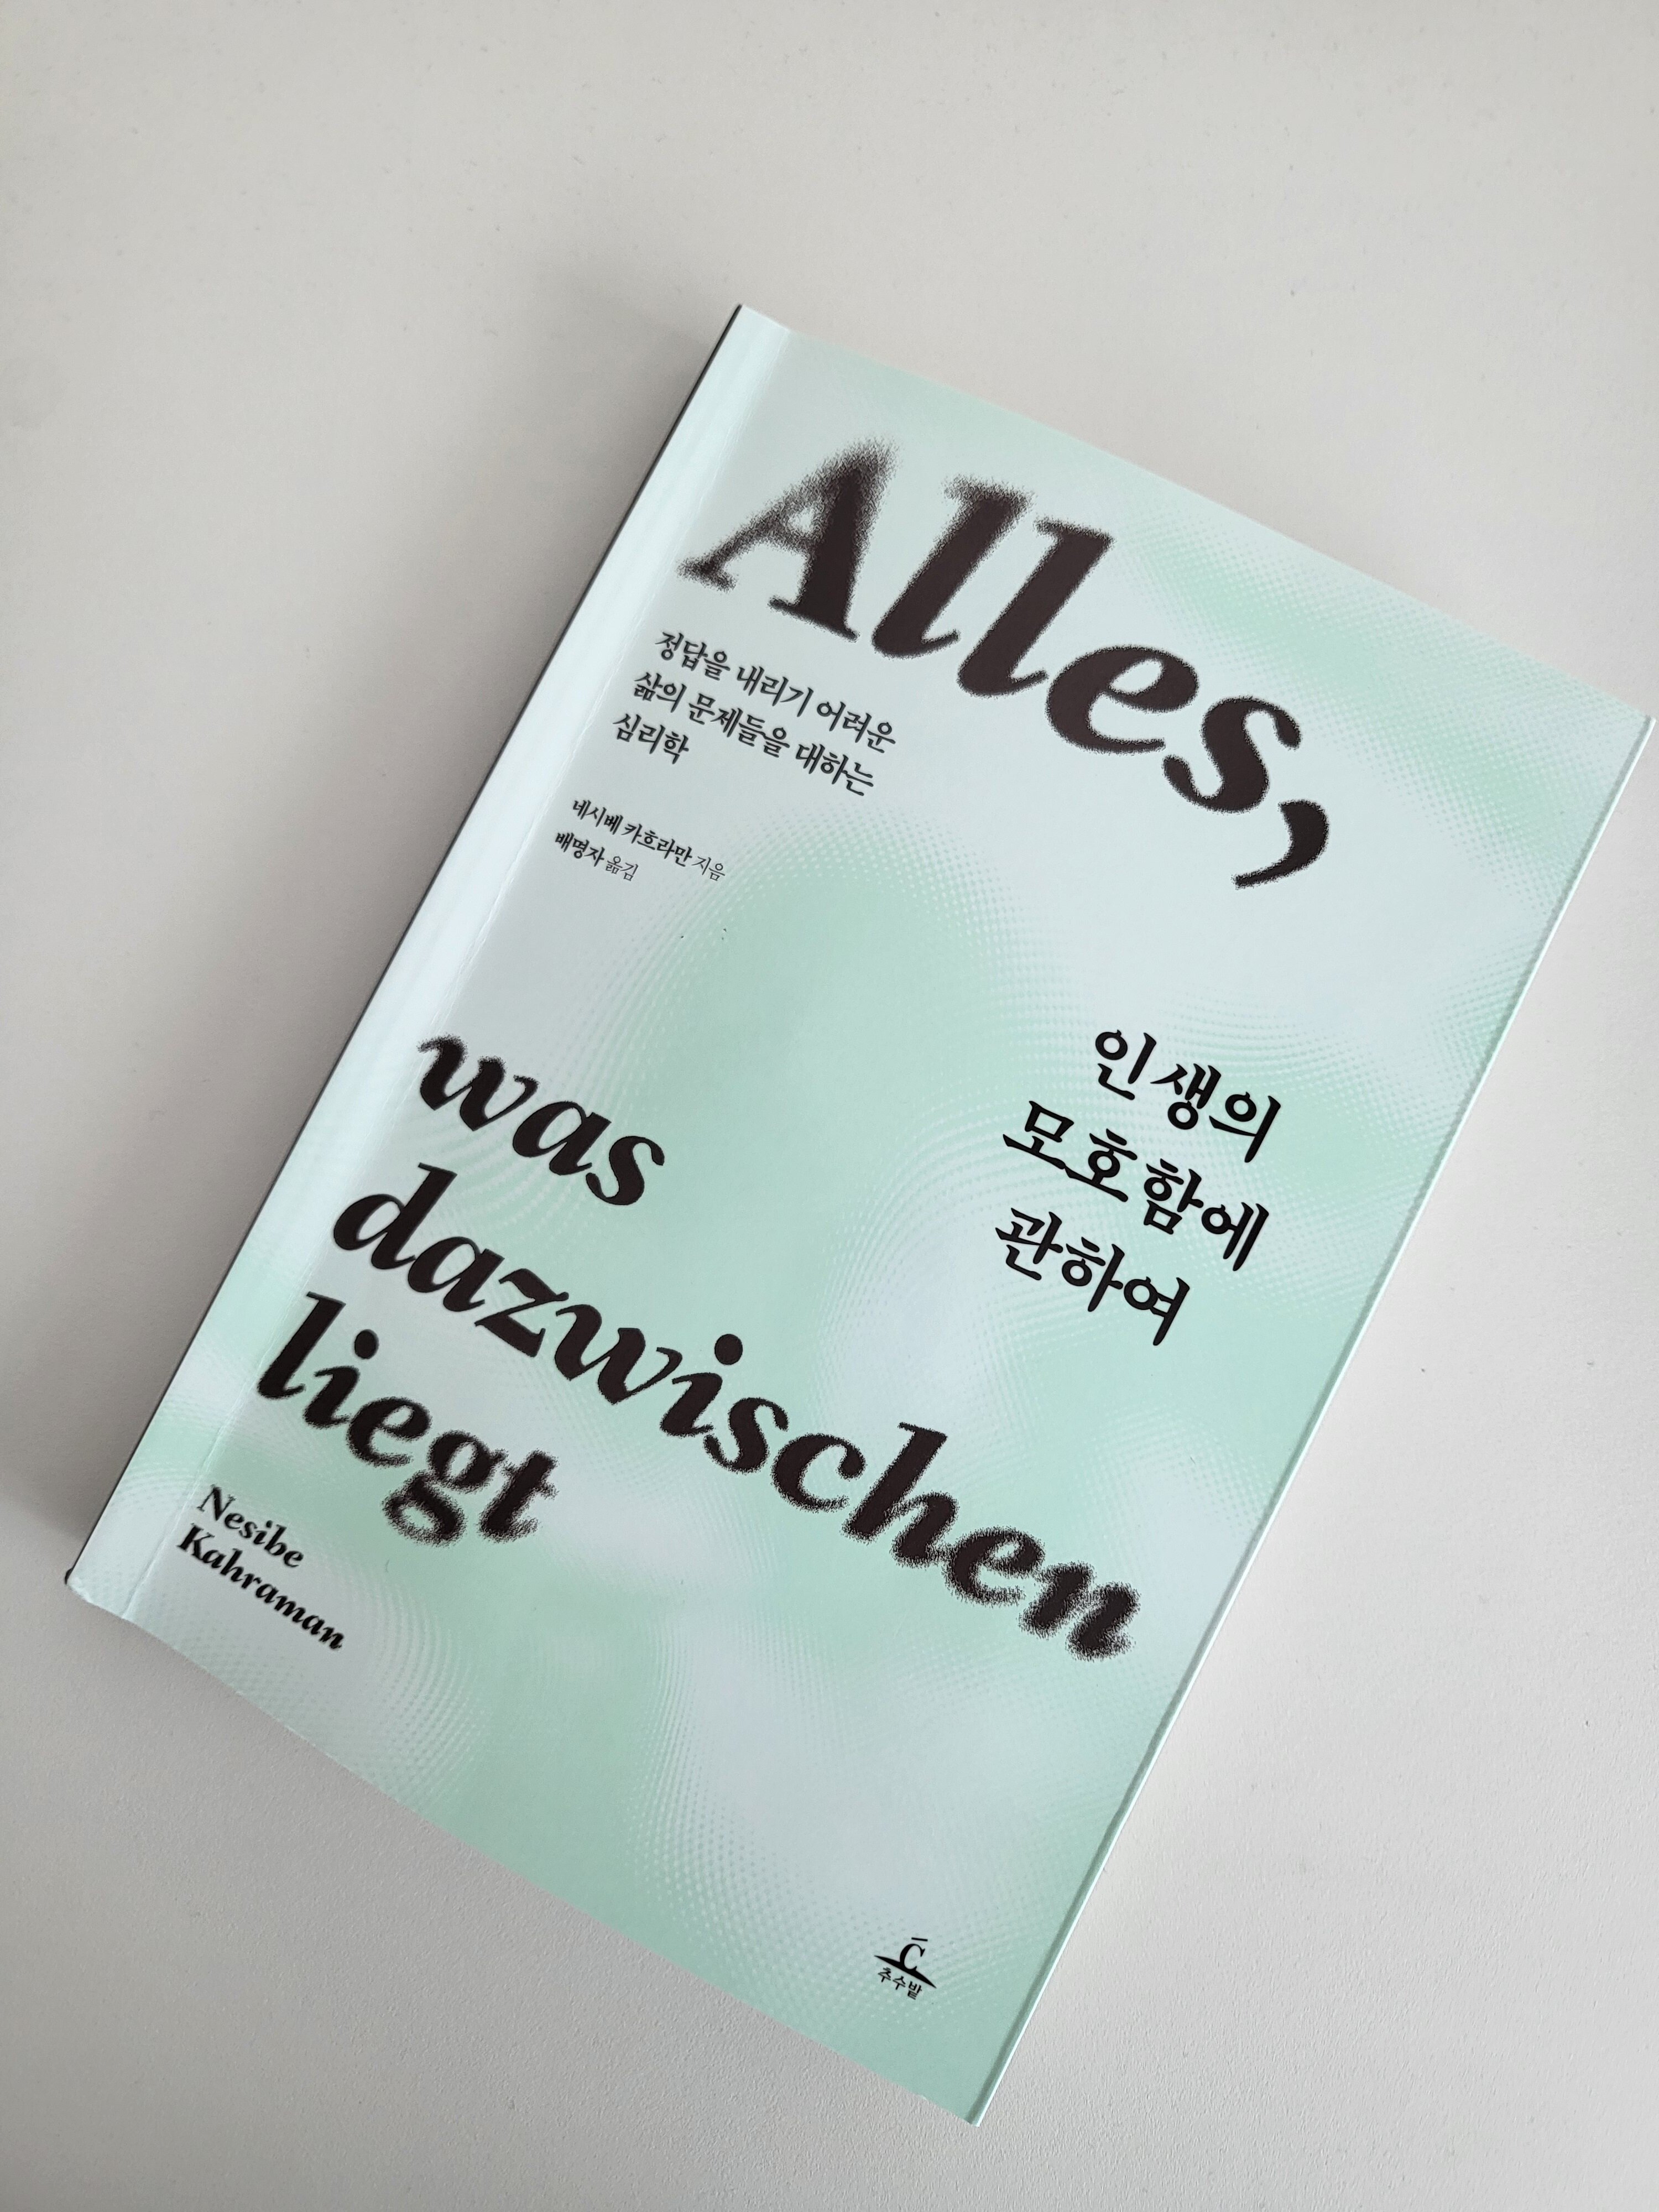 Alles,
정답을 내리기 어려운
삶의 문제들을 대하는
심리학
네시베 카흐라만 지음
배명자 옮김
인생의
모호함에
관하여
was
dazwischen
liegt
Nesibe
Kahraman
C
추수밭